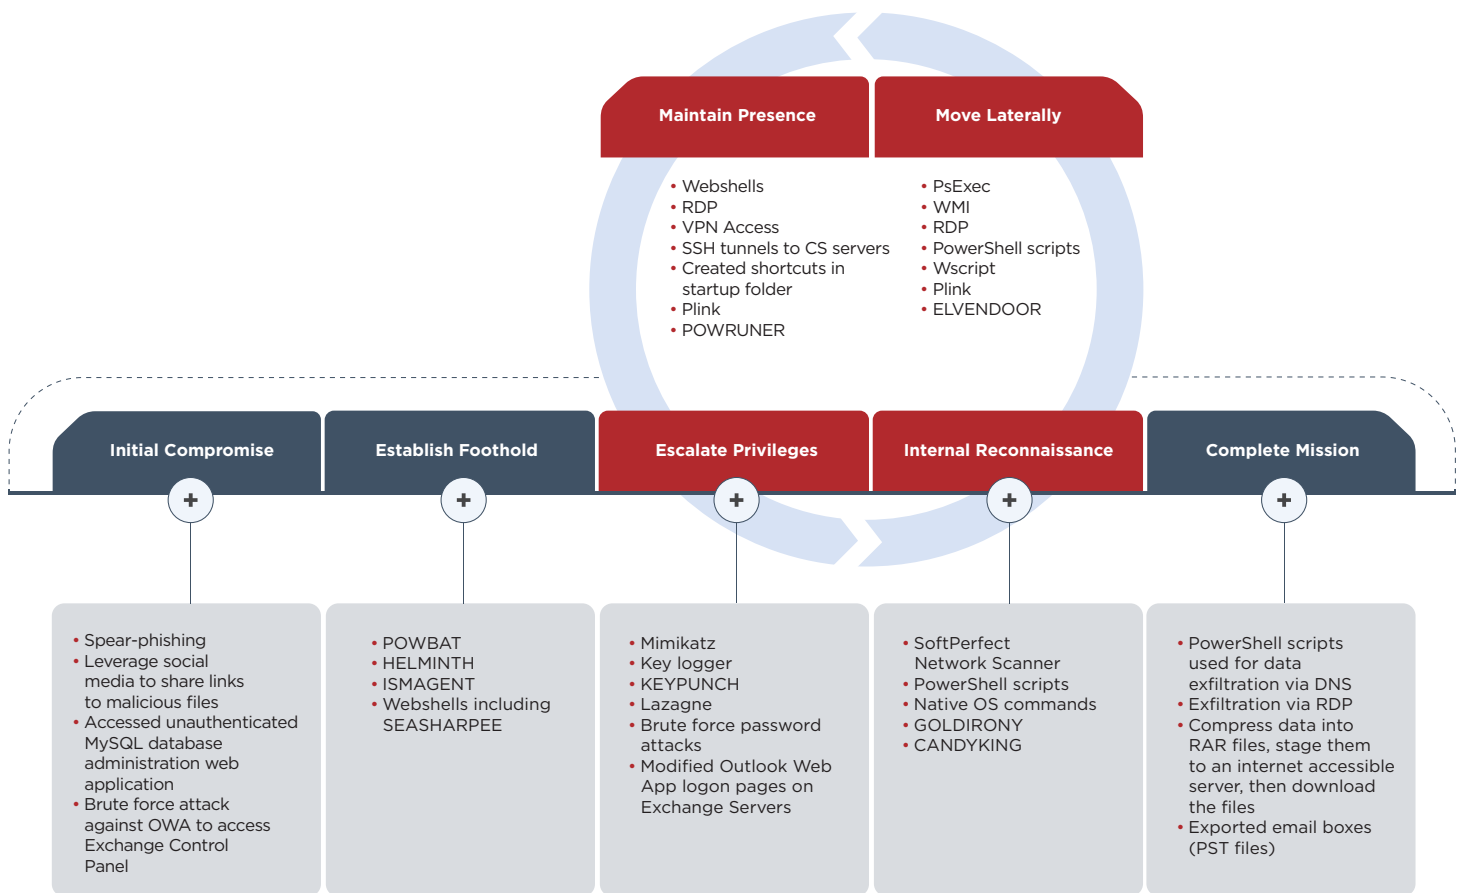 Maintain Presence
Move Laterally
• Webshells
• RDP
• VPN Access
• SSH tunnels to CS servers
• Created shortcuts in
startup folder
• Plink
• POWRUNER
• PsExec
• WMI
• RDP
• PowerShell scripts
• Wscript
• Plink
• ELVENDOOR
Initial Compromise
Establish Foothold
Escalate Privileges
Internal Reconnaissance
Complete Mission
+
+
+
+
+
• Spear-phishing
• Leverage social
media to share links
to malicious files
• Accessed unauthenticated
MySQL database
administration web
application
• Brute force attack
against OWA to access
Exchange Control
Panel
• POWBAT
• HELMINTH
• ISMAGENT
• Webshells including
SEASHARPEE
• Mimikatz
• Key logger
• KEYPUNCH
• Lazagne
• Brute force password
attacks
• Modified Outlook Web
App logon pages on
Exchange Servers
• SoftPerfect
Network Scanner
• PowerShell scripts
• Native OS commands
• GOLDIRONY
• CANDYKING
• PowerShell scripts
used for data
exfiltration via DNS
• Exfiltration via RDP
• Compress data into
RAR files, stage them
to an internet accessible
server, then download
the files
• Exported email boxes
(PST files)